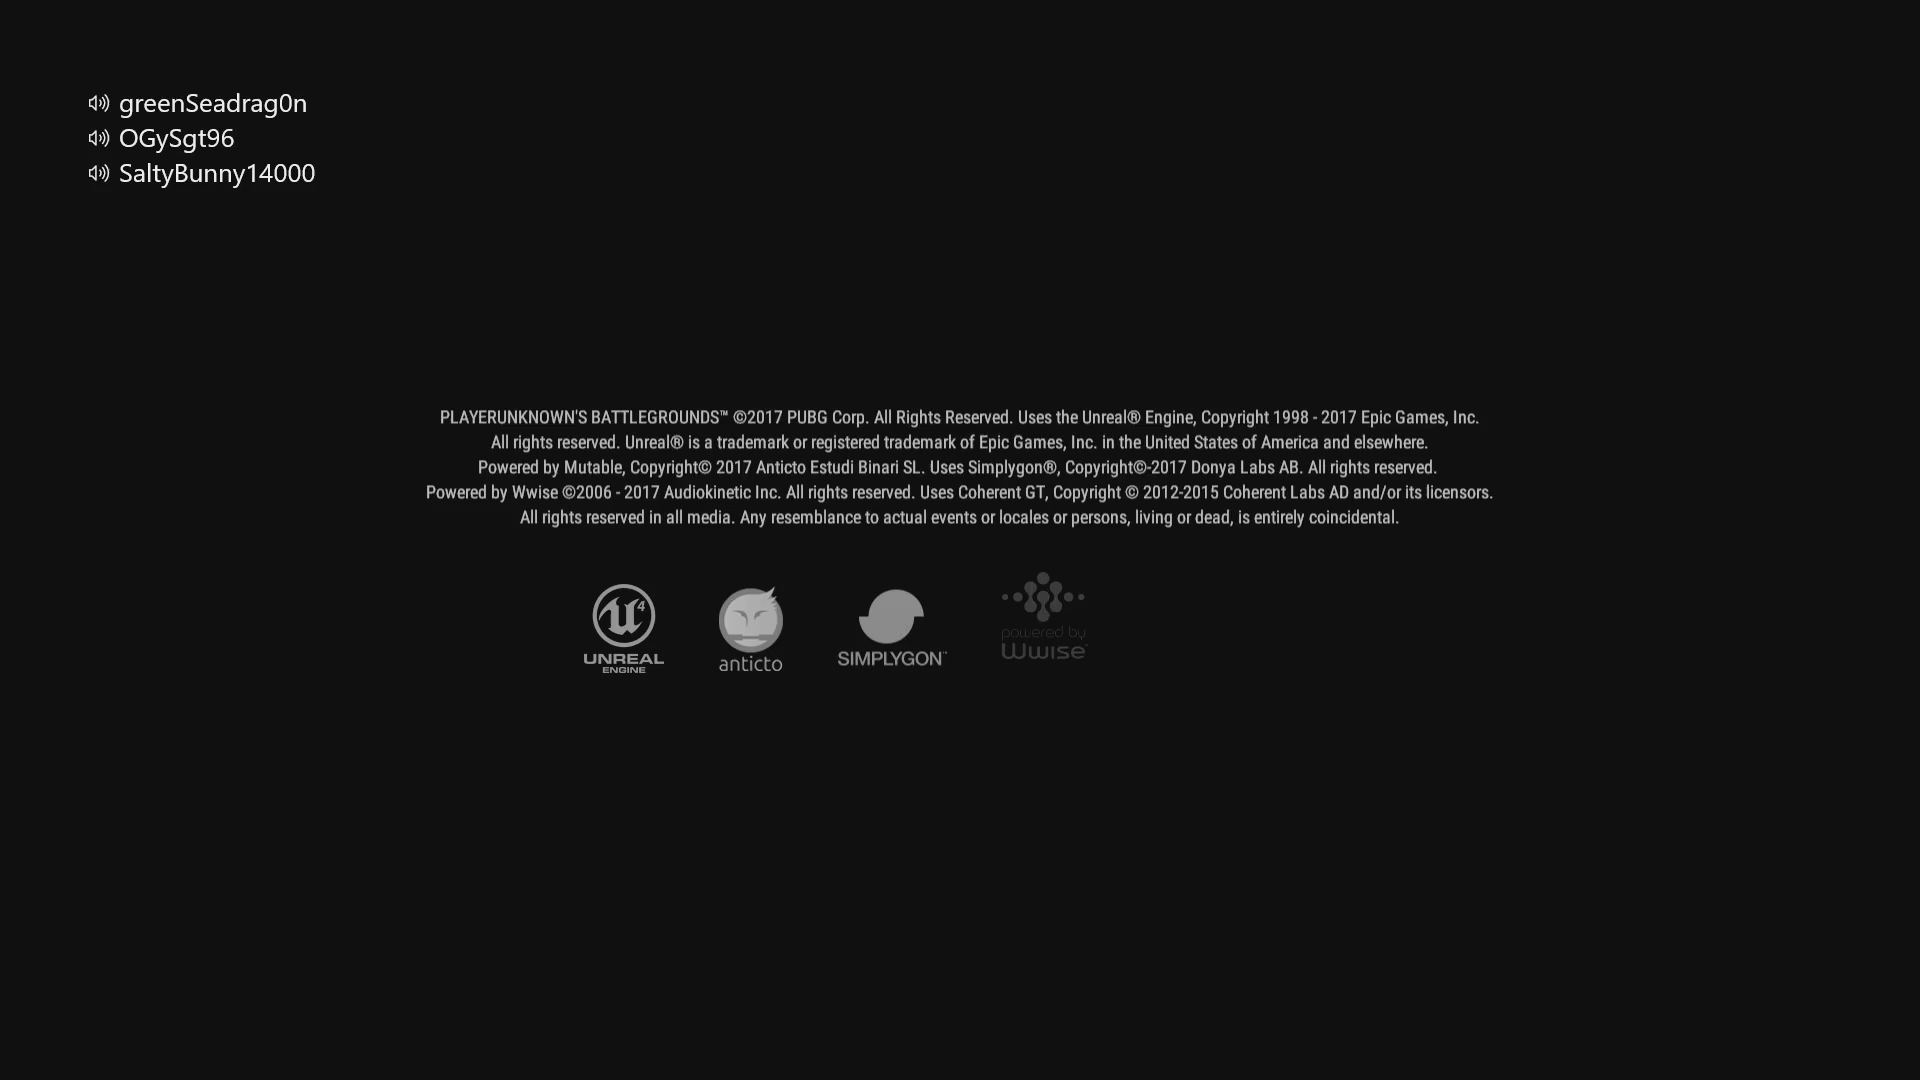 greenSeadrag0n
OGySgt96
SaltyBunny14000
PLAYERUNKNOWN'S BATTLEGROUNDS™ ©2017 PUBG Corp. All Rights Reserved. Uses the Unreal® Engine, Copyright 1998 - 2017 Epic Games, Inc.
All rights reserved. Unreal® is a trademark or registered trademark of Epic Games, Inc. in the United States of America and elsewhere.
Powered by Mutable, Copyright© 2017 Anticto Estudi Binari SL. Uses Simplygon®, Copyright©-2017 Donya Labs AB. All rights reserved.
Powered by Wwise ©2006 - 2017 Audiokinetic Inc. All rights reserved. Uses Coherent GT, Copyright © 2012-2015 Coherent Labs AD and/or its licensors.
All rights reserved in all media. Any resemblance to actual events or locales or persons, living or dead, is entirely coincidental.
U4
UNREAL
ENGINE
anticto
SIMPLYGON™
powered by
Wwise